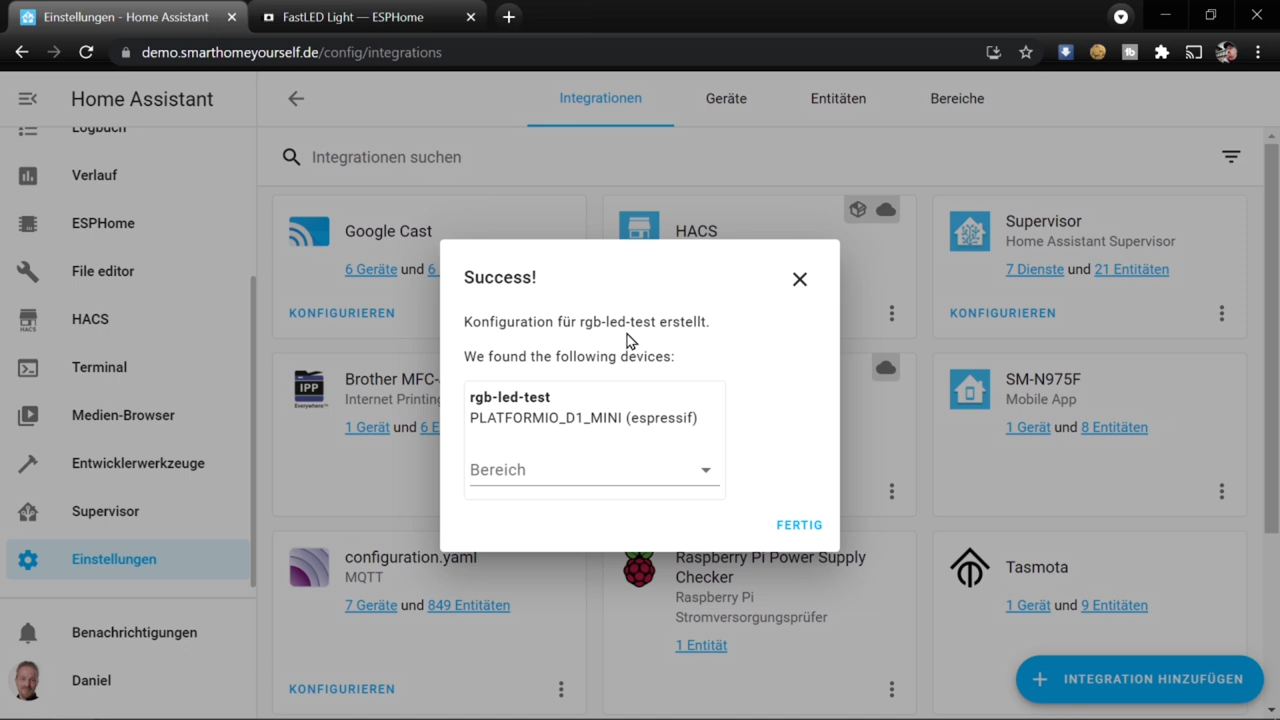 Einstellungen - Home Assistant
FastLED Light — ESPHome
demo.smarthomeyourself.de/config/integrations
Home Assistant
Integrationen
Geräte
Entitäten
Bereiche
Logbuch
Verlauf
ESPHome
File editor
HACS
HACS
Terminal
Medien-Browser
Entwicklerwerkzeuge
Supervisor
Einstellungen
Benachrichtigungen
Daniel
Integrationen suchen
Google Cast
6 Geräte und 6
KONFIGURIEREN
HACS
Supervisor
Home Assistant Supervisor
7 Dienste und 21 Entitäten
KONFIGURIEREN
Success!
Konfiguration für rgb-led-test erstellt.
We found the following devices:
rgb-led-test
PLATFORMIO_D1_MINI (espressif)
Bereich
FERTIG
IPP
Everywhere
Brother MFC-
Internet Printing
1 Gerät und 6 E
SM-N975F
Mobile App
1 Gerät und 8 Entitäten
configuration.yaml
MQTT
7 Geräte und 849 Entitäten
KONFIGURIEREN
Raspberry Pi Power Supply
Checker
Raspberry Pi
Stromversorgungsprüfer
1 Entität
Tasmota
1 Gerät und 9 Entitäten
INTEGRATION HINZUFÜGEN